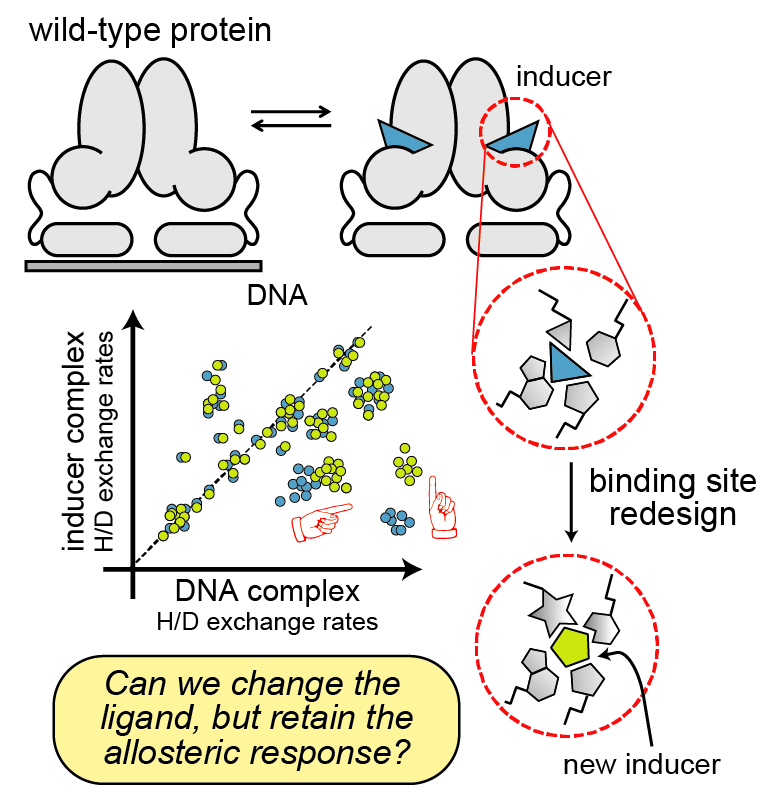 wild-type protein
inducer
DNA
inducer complex
H/D exchange rates
DNA complex
H/D exchange rates
binding site
redesign
Can we change the
ligand, but retain the
allosteric response?
new inducer